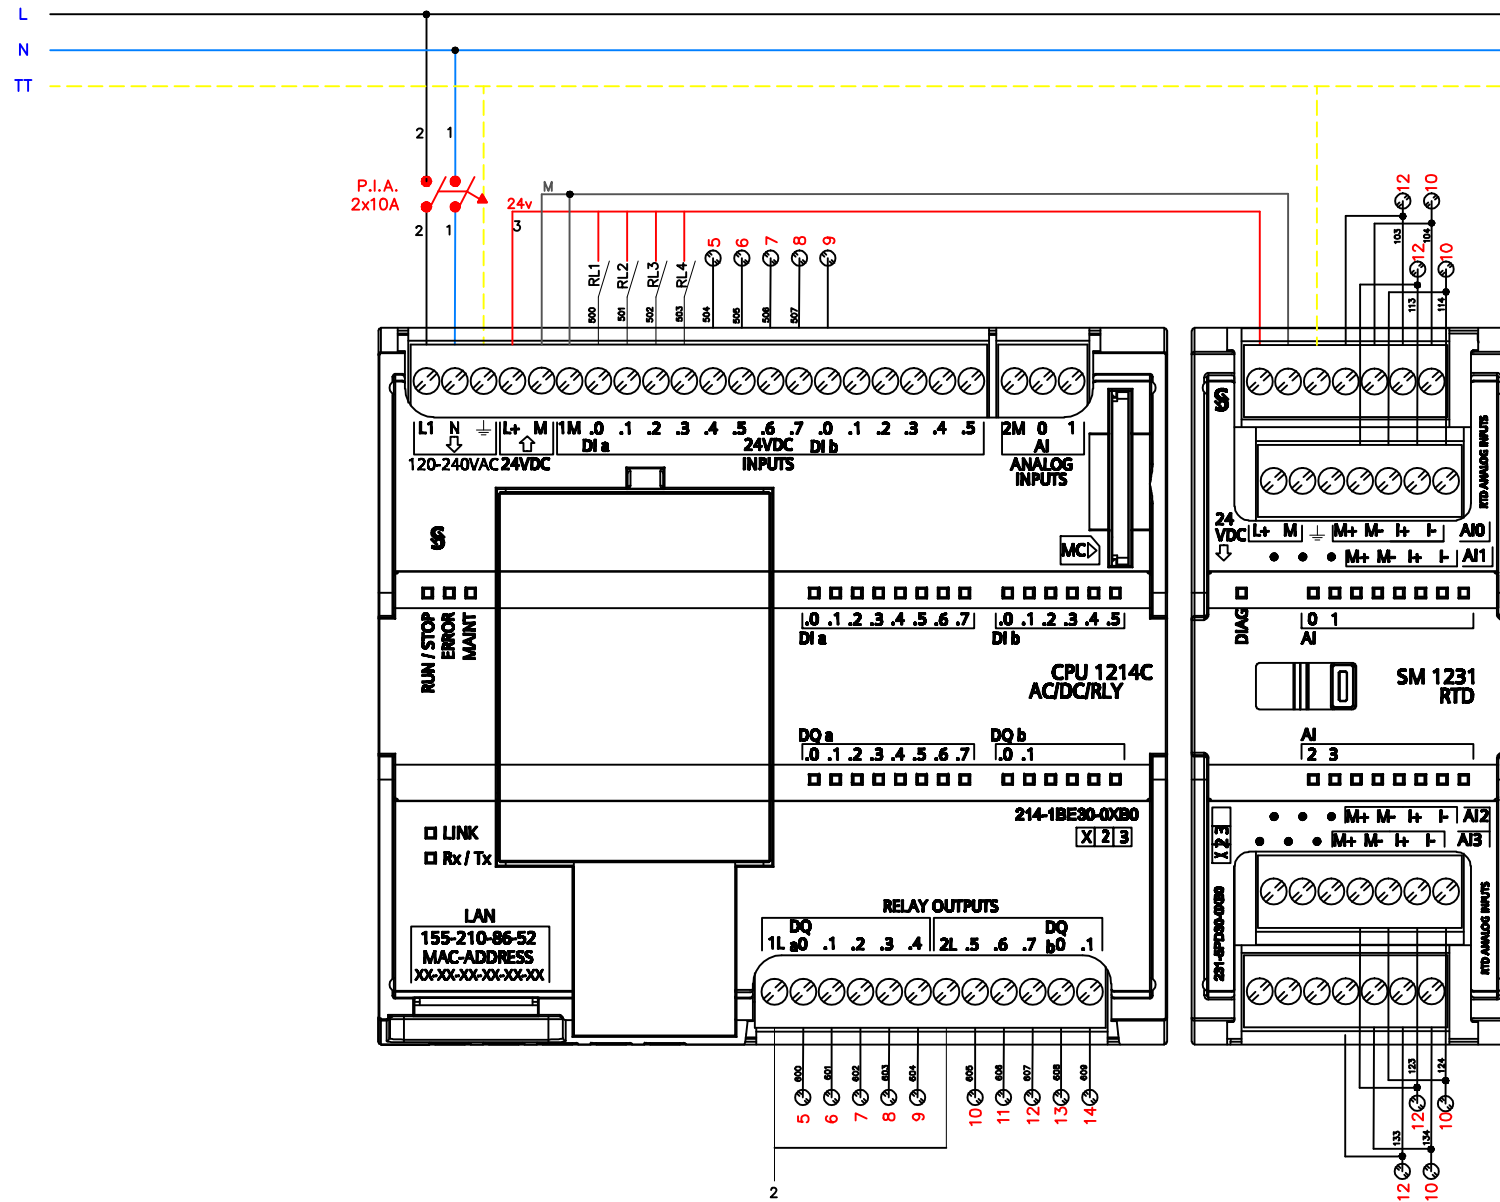 L
N
TT
2 1
P.I.A.
2x10A
2 1
24v
3
M
RL1 RL2 RL3 RL4
500 501 502 503 504 505 506 507
5 6 7 8 9
12 10
103 104
12 10
113 114
L1 N L+ M 1M .0 .1 .2 .3 .4 .5 .6 .7 .0 .1 .2 .3 .4 .5 2M 0 1
DI a 24VDC DI b AI
120-240VAC 24VDC INPUTS ANALOG
INPUTS
MC
RTD ANALOG INPUTS
24
VDC
L+ M M+ M- I+ I- AI0
M+ M- I+ I- AI1
RUN / STOP
ERROR
MAINT
.0 .1 .2 .3 .4 .5 .6 .7 .0 .1 .2 .3 .4 .5
DI a DI b
DIAG
0 1
AI
CPU 1214C
AC/DC/RLY
SM 1231
RTD
DQ a DQ b
.0 .1 .2 .3 .4 .5 .6 .7 .0 .1
AI
2 3
214-1BE30-0XB0
X 2 3
LINK
Rx / Tx
M+ M- I+ I- AI2
M+ M- I+ I- AI3
X 2 3
RTD ANALOG INPUTS
LAN
155-210-86-52
MAC-ADDRESS
XX-XX-XX-XX-XX-XX
RELAY OUTPUTS
DQ DQ
1L a.0 .1 .2 .3 .4 2L .5 .6 .7 b.0 .1
600 601 602 603 604 605 606 607 608 609
5 6 7 8 9 10 11 12 13 14
2
123 124
12 10
133 134
12 10